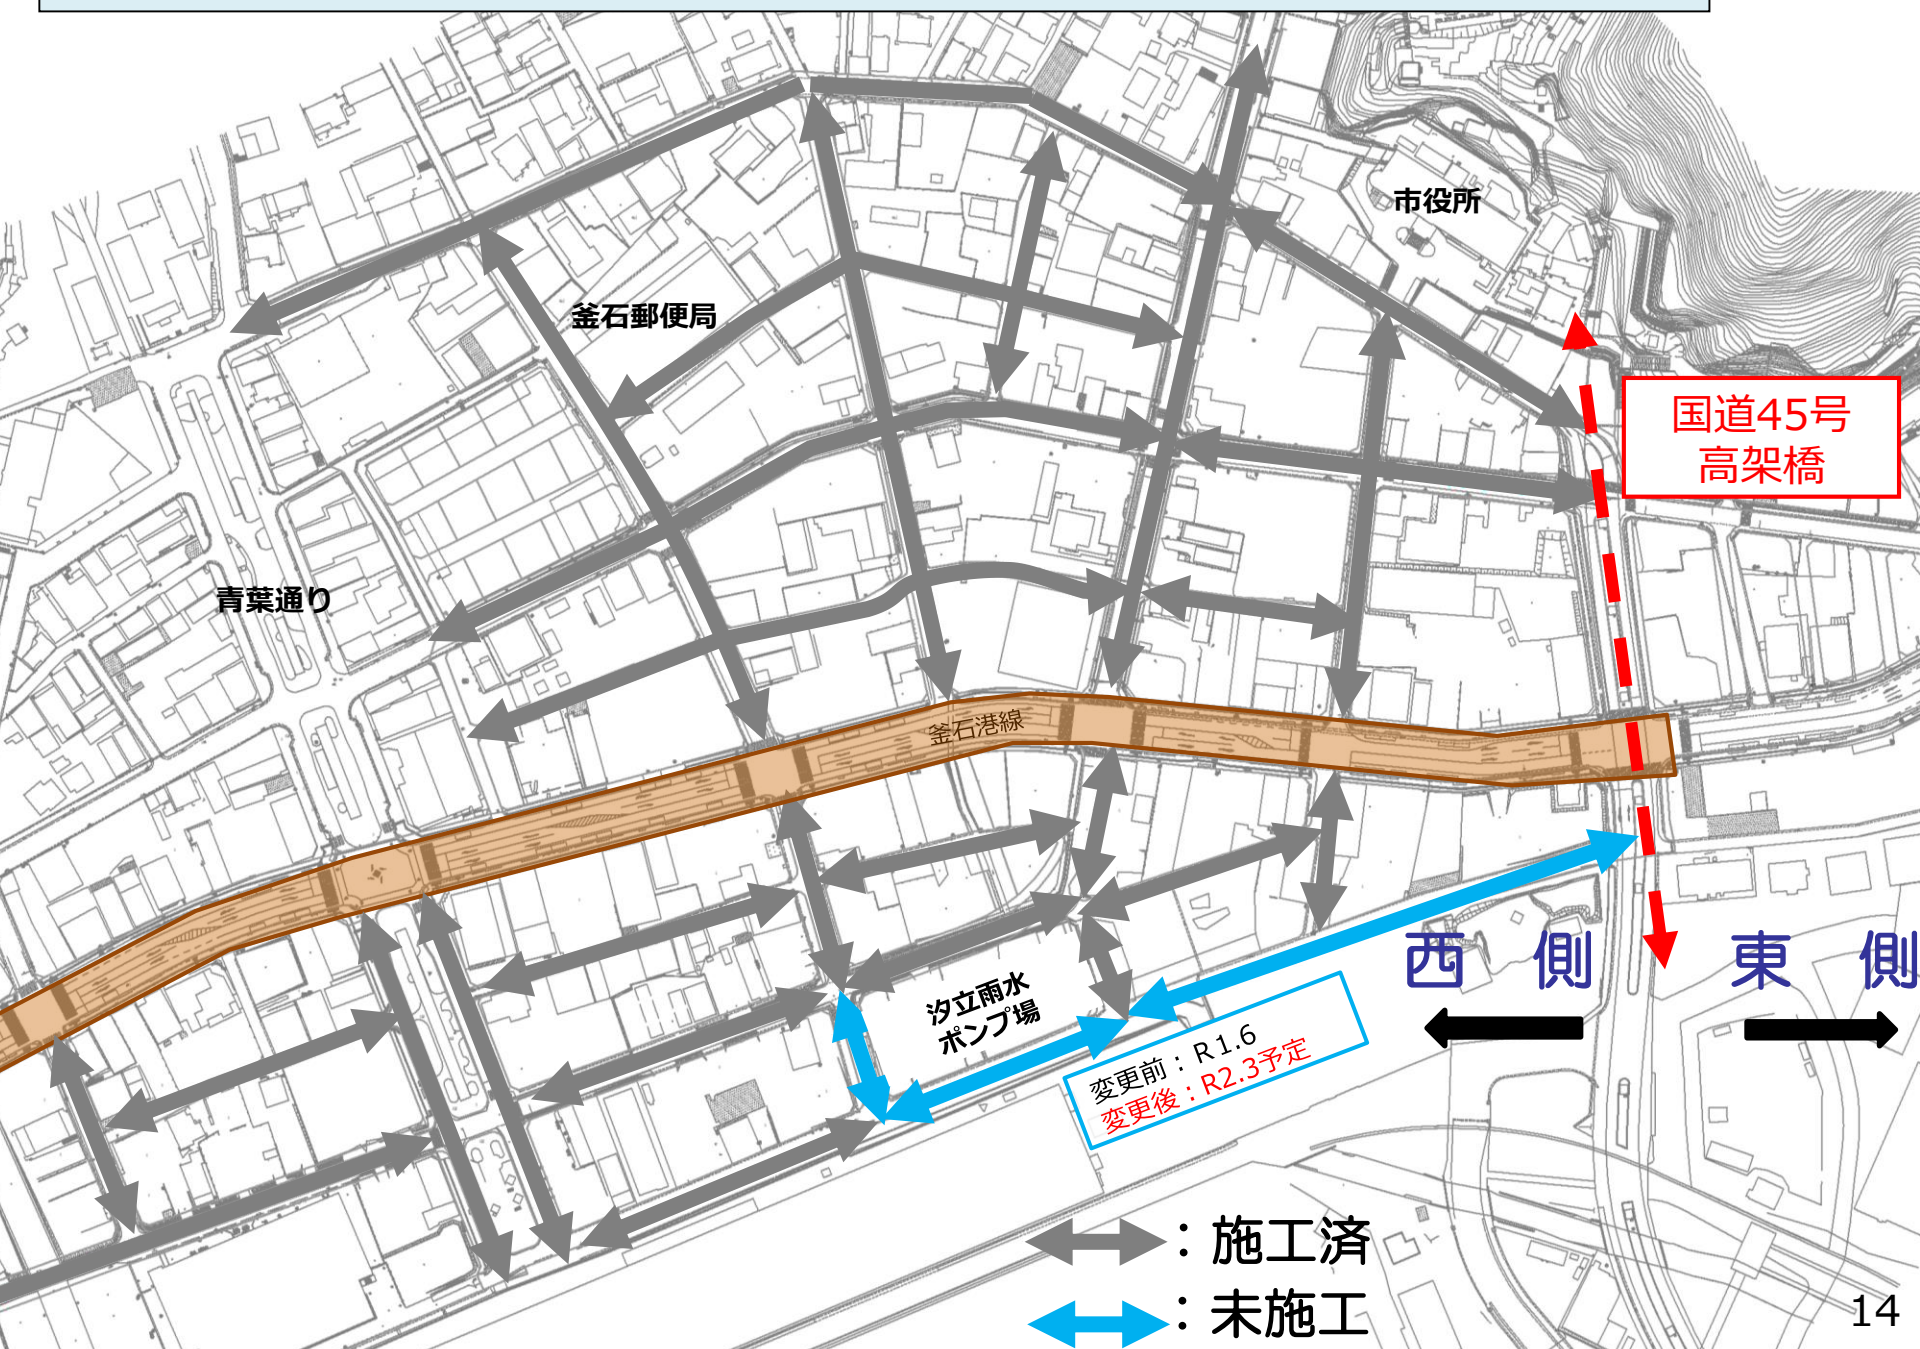 市役所
釜石郵便局
国道45号
高架橋
青葉通り
釜石港線
西　側
東　側
汐立雨水
ポンプ場
変更前：R1.6
変更後：R2.3予定
：施工済
：未施工
14